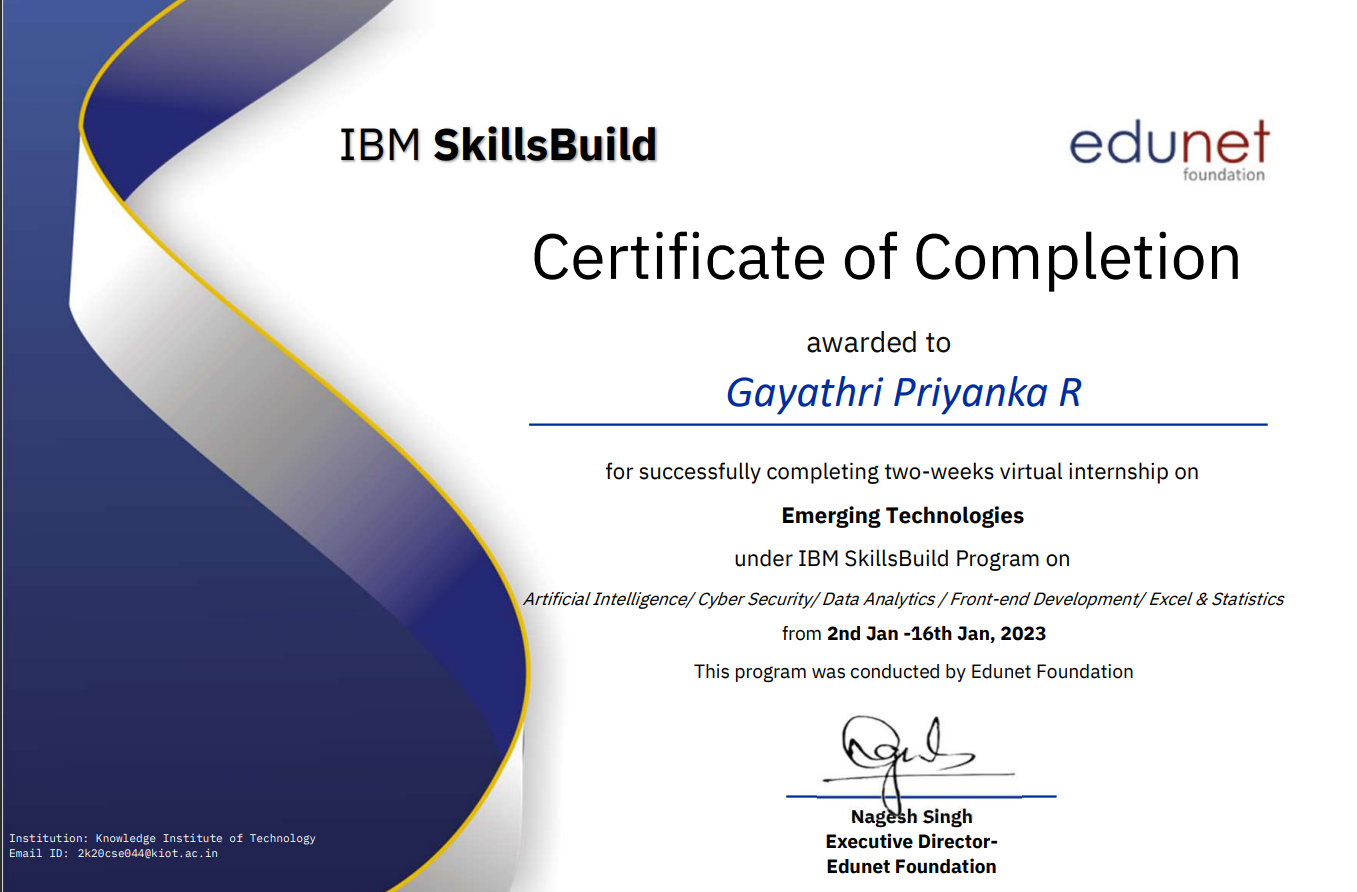 IBM SkillsBuild
edunet
foundation
Certificate of Completion
awarded to
Gayathri Priyanka R
for successfully completing two-weeks virtual internship on
Emerging Technologies
under IBM SkillsBuild Program on
Artificial Intelligence/ Cyber Security/ Data Analytics / Front-end Development/ Excel & Statistics
from 2nd Jan -16th Jan, 2023
This program was conducted by Edunet Foundation
Nagesh Singh
Executive Director-
Edunet Foundation
Institution: Knowledge Institute of Technology
Email ID: 2k20cse044@kiot.ac.in